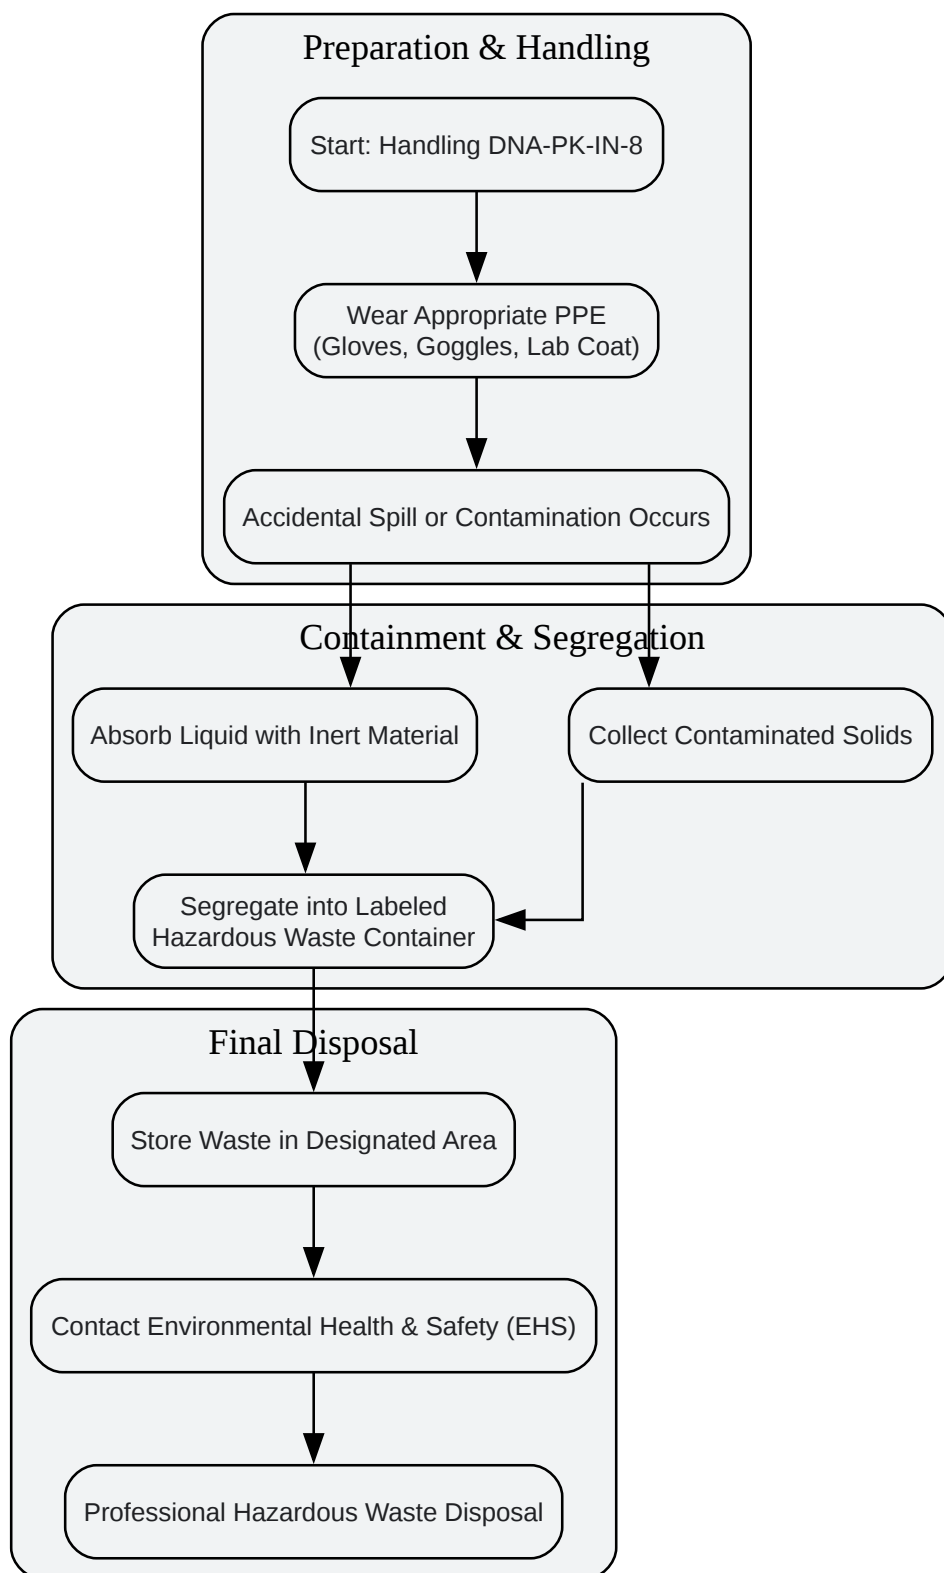 Preparation & Handling
Start: Handling DNA-PK-IN-8
Wear Appropriate PPE
(Gloves, Goggles, Lab Coat)
Accidental Spill or Contamination Occurs
Containment & Segregation
Absorb Liquid with Inert Material
Collect Contaminated Solids
Segregate into Labeled
Hazardous Waste Container
Final Disposal
Store Waste in Designated Area
Contact Environmental Health & Safety (EHS)
Professional Hazardous Waste Disposal